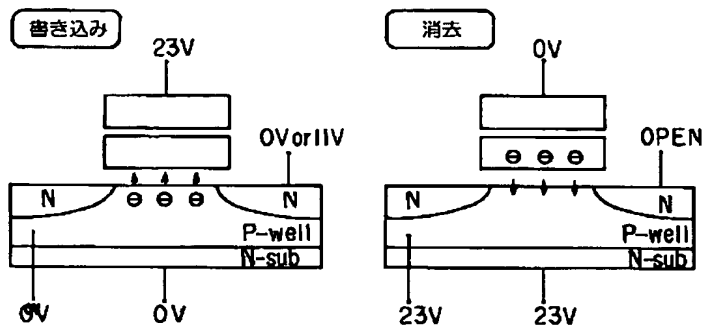 書き込み
23V
0Vor11V
N
⊖ ⊖ ⊖
N
P-well
N-sub
0V
0V
消去
0V
⊖ ⊖ ⊖
OPEN
N
N
P-well
N-sub
23V
23V